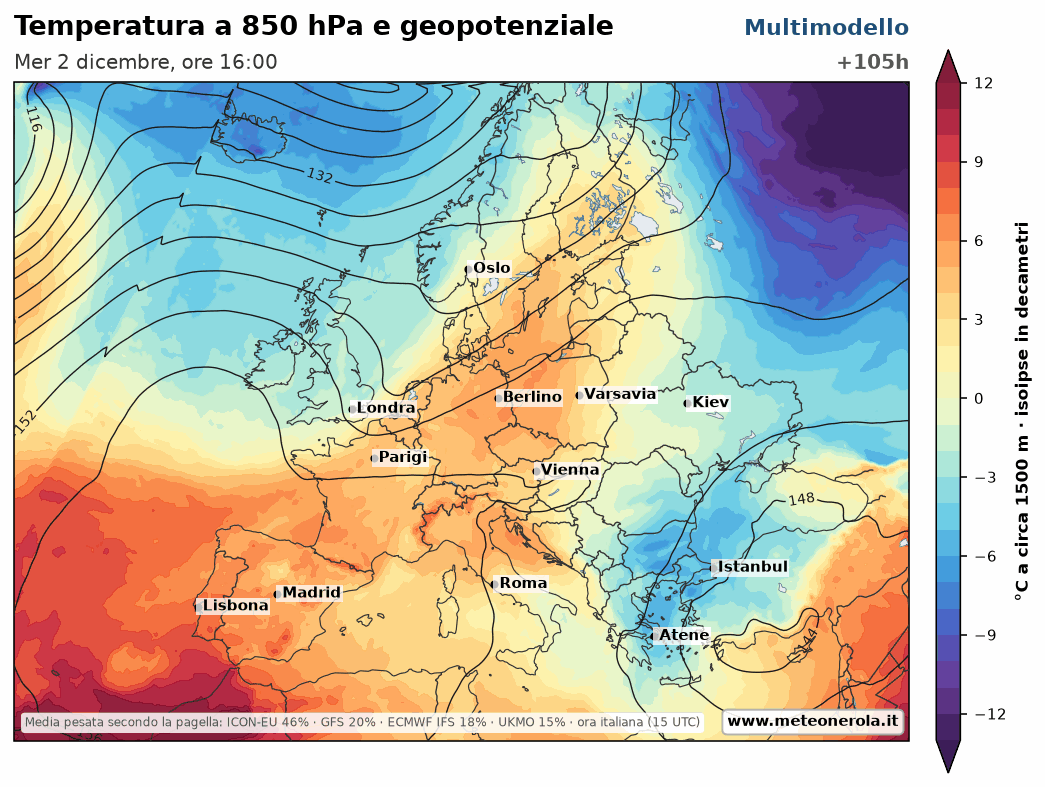 Temperatura a 850 hPa e geopotenziale
Multimodello
Mer 2 dicembre, ore 16:00
+105h
116
132
152
148
144
Oslo
Londra
Berlino
Varsavia
Kiev
Parigi
Vienna
Madrid
Lisbona
Roma
Istanbul
Atene
12
9
6
3
0
−3
−6
−9
−12
°C a circa 1500 m · isoipse in decametri
Media pesata secondo la pagella: ICON-EU 46% · GFS 20% · ECMWF IFS 18% · UKMO 15% · ora italiana (15 UTC)
www.meteonerola.it